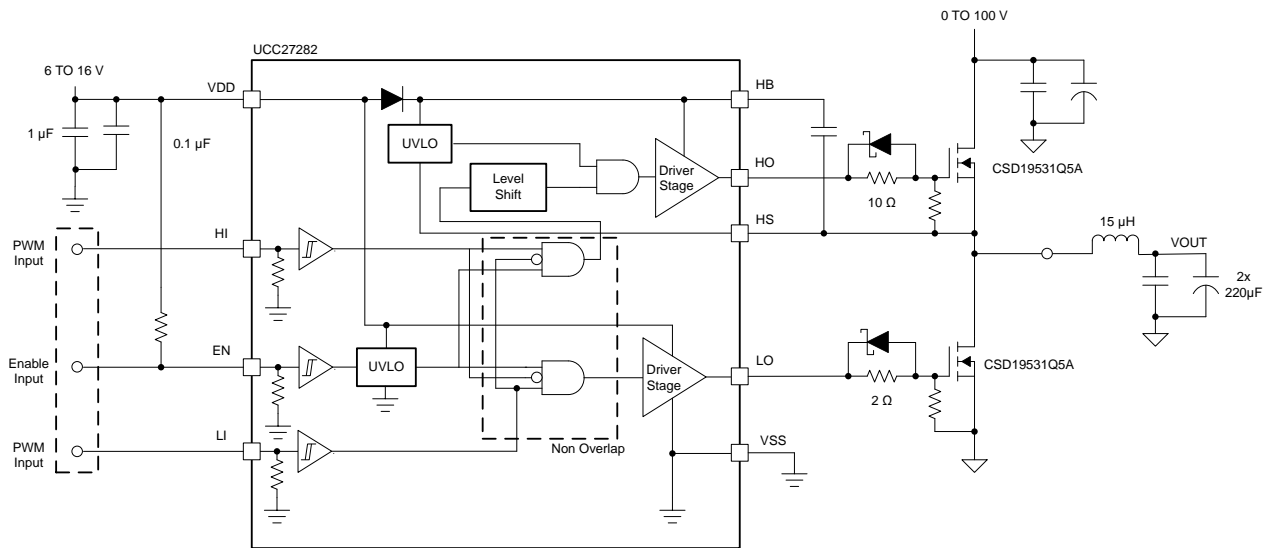 0 TO 100 V
UCC27282
6 TO 16 V
VDD
HB
1 µF
0.1 µF
UVLO
Driver
Stage
HO
CSD19531Q5A
Level
Shift
10 Ω
HS
15 µH
VOUT
PWM
Input
HI
2x
220µF
Enable
Input
EN
UVLO
Driver
Stage
LO
CSD19531Q5A
2 Ω
PWM
Input
LI
Non Overlap
VSS